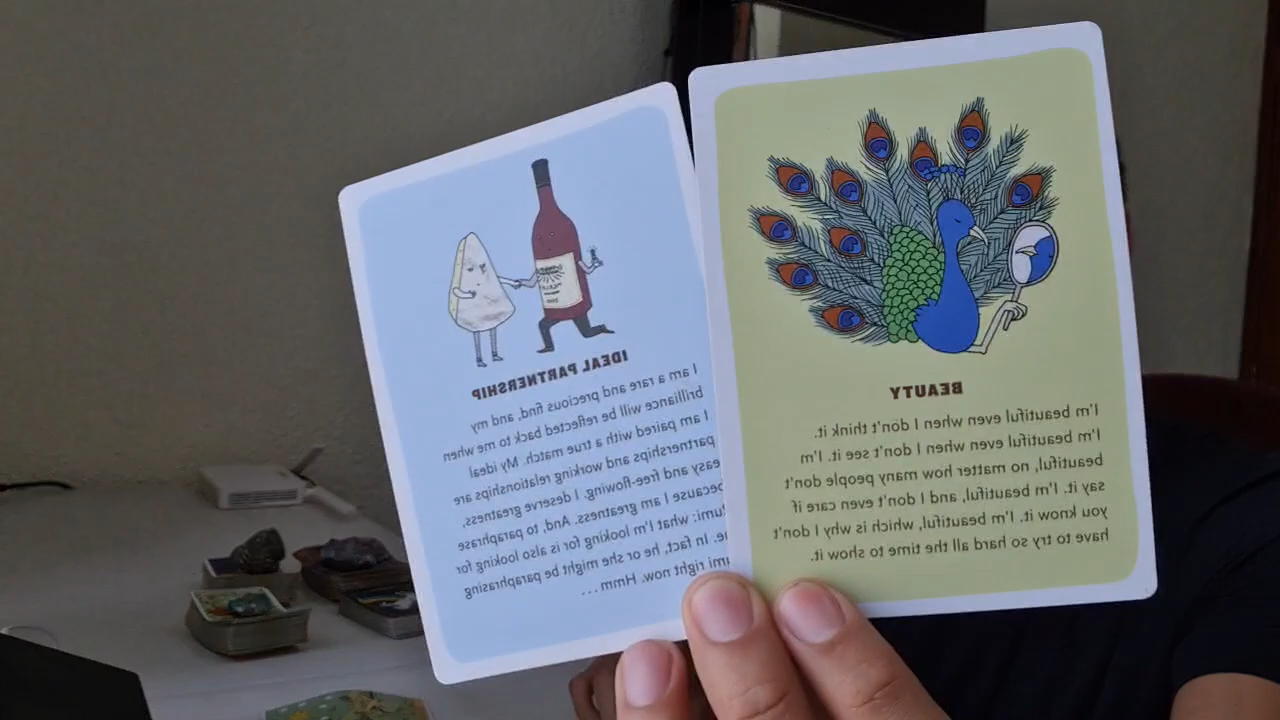 IDEAL PARTNERSHIP
I am a rare and precious find, and, my
brilliance will be reflected back to me when
I am paired with a true match. My ideal
partnerships and working relationships are
easy and free-flowing. I deserve greatness,
because I am greatness. And, to paraphrase
Rumi: what I'm looking for is also looking for
me. In fact, he or she might be paraphrasing
mi right now. Hmm...
BEAUTY
I'm beautiful even when I don't think it.
I'm beautiful even when I don't see it. I'm
beautiful, no matter how many people don't
say it. I'm beautiful, and I don't even care if
you know it. I'm beautiful, which is why I don't
have to try so hard all the time to show it.